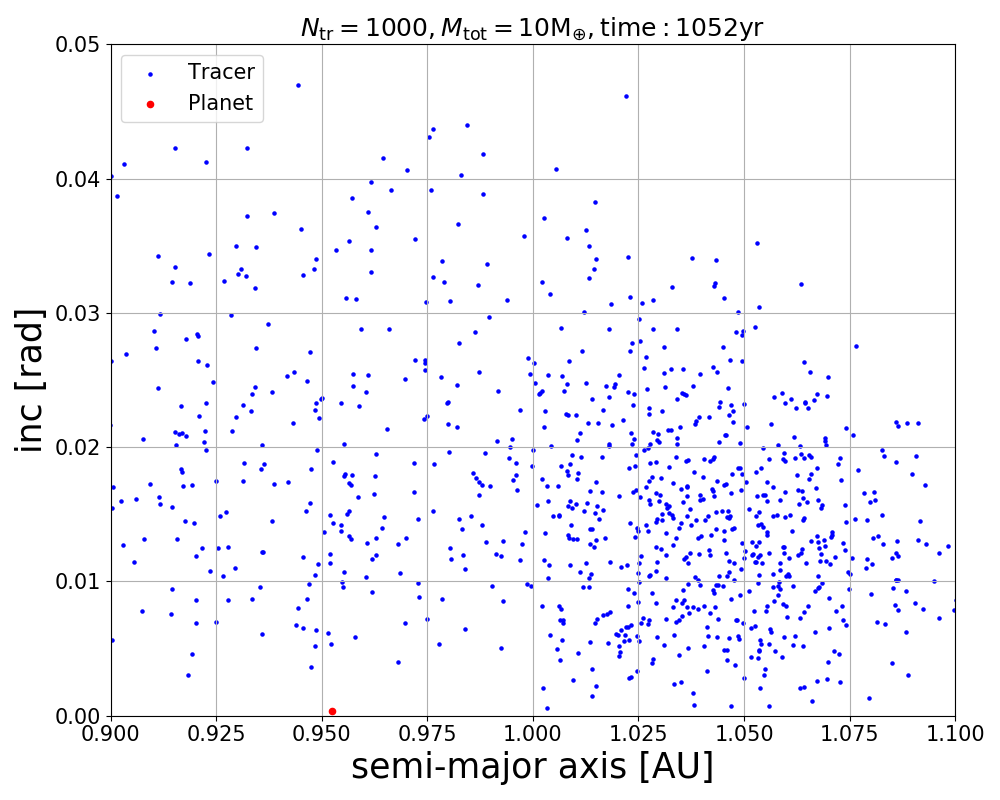 N_tr = 1000, M_tot = 10M_⊕, time : 1052yr
0.05
Tracer
Planet
0.04
0.03
inc [rad]
0.02
0.01
0.00
0.900 0.925 0.950 0.975 1.000 1.025 1.050 1.075 1.100
semi-major axis [AU]